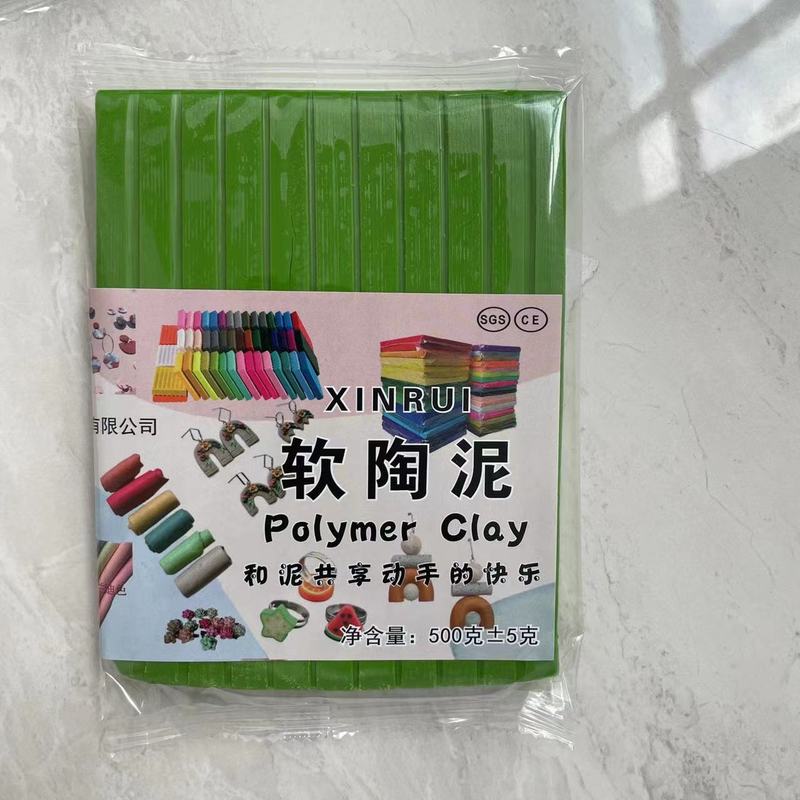 SGS CE
XINRUI
有限公司
软陶泥
Polymer Clay
和泥共享动手的快乐
净含量：500克±5克